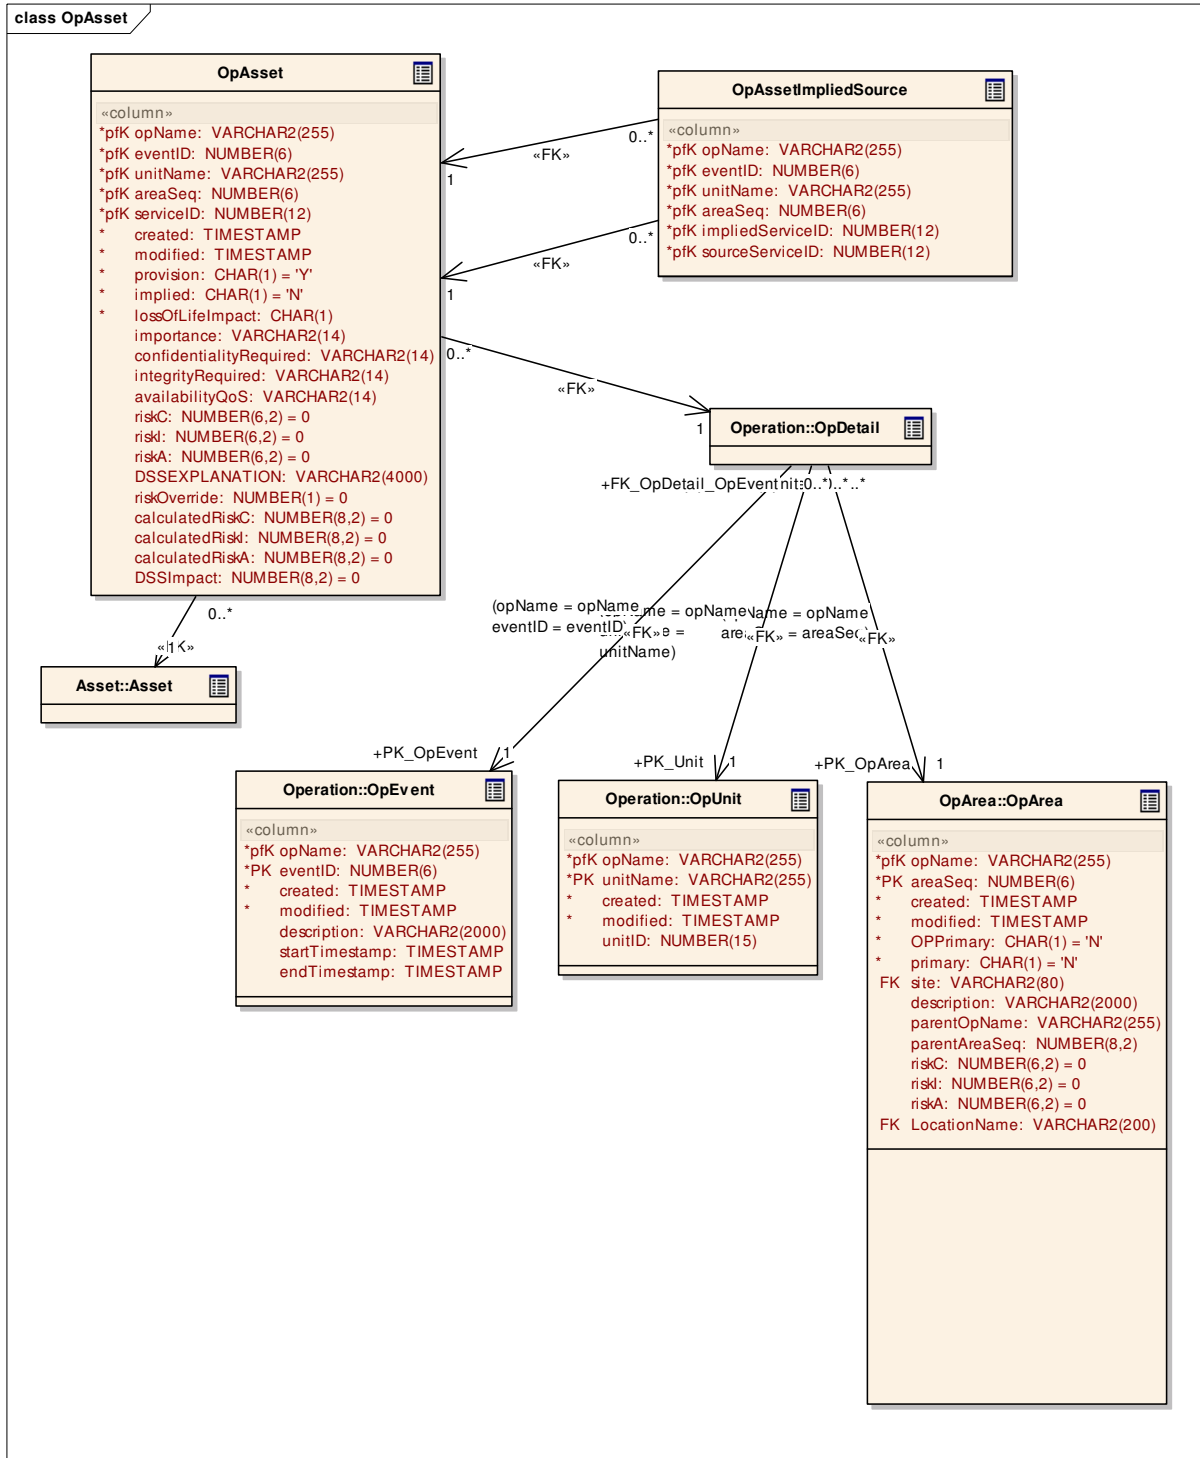 class OpAsset
OpAsset
«column»
*pfK opName: VARCHAR2(255)
*pfK eventID: NUMBER(6)
*pfK unitName: VARCHAR2(255)
*pfK areaSeq: NUMBER(6)
*pfK serviceID: NUMBER(12)
* created: TIMESTAMP
* modified: TIMESTAMP
* provision: CHAR(1) = 'Y'
* implied: CHAR(1) = 'N'
* lossOfLifeImpact: CHAR(1)
importance: VARCHAR2(14)
confidentialityRequired: VARCHAR2(14)
integrityRequired: VARCHAR2(14)
availabilityQoS: VARCHAR2(14)
riskC: NUMBER(6,2) = 0
riskI: NUMBER(6,2) = 0
riskA: NUMBER(6,2) = 0
DSSEXPLANATION: VARCHAR2(4000)
riskOverride: NUMBER(1) = 0
calculatedRiskC: NUMBER(8,2) = 0
calculatedRiskI: NUMBER(8,2) = 0
calculatedRiskA: NUMBER(8,2) = 0
DSSImpact: NUMBER(8,2) = 0
OpAssetImpliedSource
«column»
*pfK opName: VARCHAR2(255)
*pfK eventID: NUMBER(6)
*pfK unitName: VARCHAR2(255)
*pfK areaSeq: NUMBER(6)
*pfK impliedServiceID: NUMBER(12)
*pfK sourceServiceID: NUMBER(12)
0..*
«FK»
1
0..*
«FK»
1
0..*
«FK»
1
Operation::OpDetail
+FK_OpDetail_OpEvent
0..*
0..*
(opName = opName
eventID = eventID)
«FK»
= opName
unitName)
= opName
«FK»
= areaSeq
«FK»
0..*
1
Asset::Asset
+PK_OpEvent
1
+PK_Unit
1
+PK_OpArea
1
Operation::OpEvent
«column»
*pfK opName: VARCHAR2(255)
*PK eventID: NUMBER(6)
* created: TIMESTAMP
* modified: TIMESTAMP
description: VARCHAR2(2000)
startTimestamp: TIMESTAMP
endTimestamp: TIMESTAMP
Operation::OpUnit
«column»
*pfK opName: VARCHAR2(255)
*PK unitName: VARCHAR2(255)
* created: TIMESTAMP
* modified: TIMESTAMP
unitID: NUMBER(15)
OpArea::OpArea
«column»
*pfK opName: VARCHAR2(255)
*PK areaSeq: NUMBER(6)
* created: TIMESTAMP
* modified: TIMESTAMP
* OPPrimary: CHAR(1) = 'N'
* primary: CHAR(1) = 'N'
FK site: VARCHAR2(80)
description: VARCHAR2(2000)
parentOpName: VARCHAR2(255)
parentAreaSeq: NUMBER(8,2)
riskC: NUMBER(6,2) = 0
riskI: NUMBER(6,2) = 0
riskA: NUMBER(6,2) = 0
FK LocationName: VARCHAR2(200)